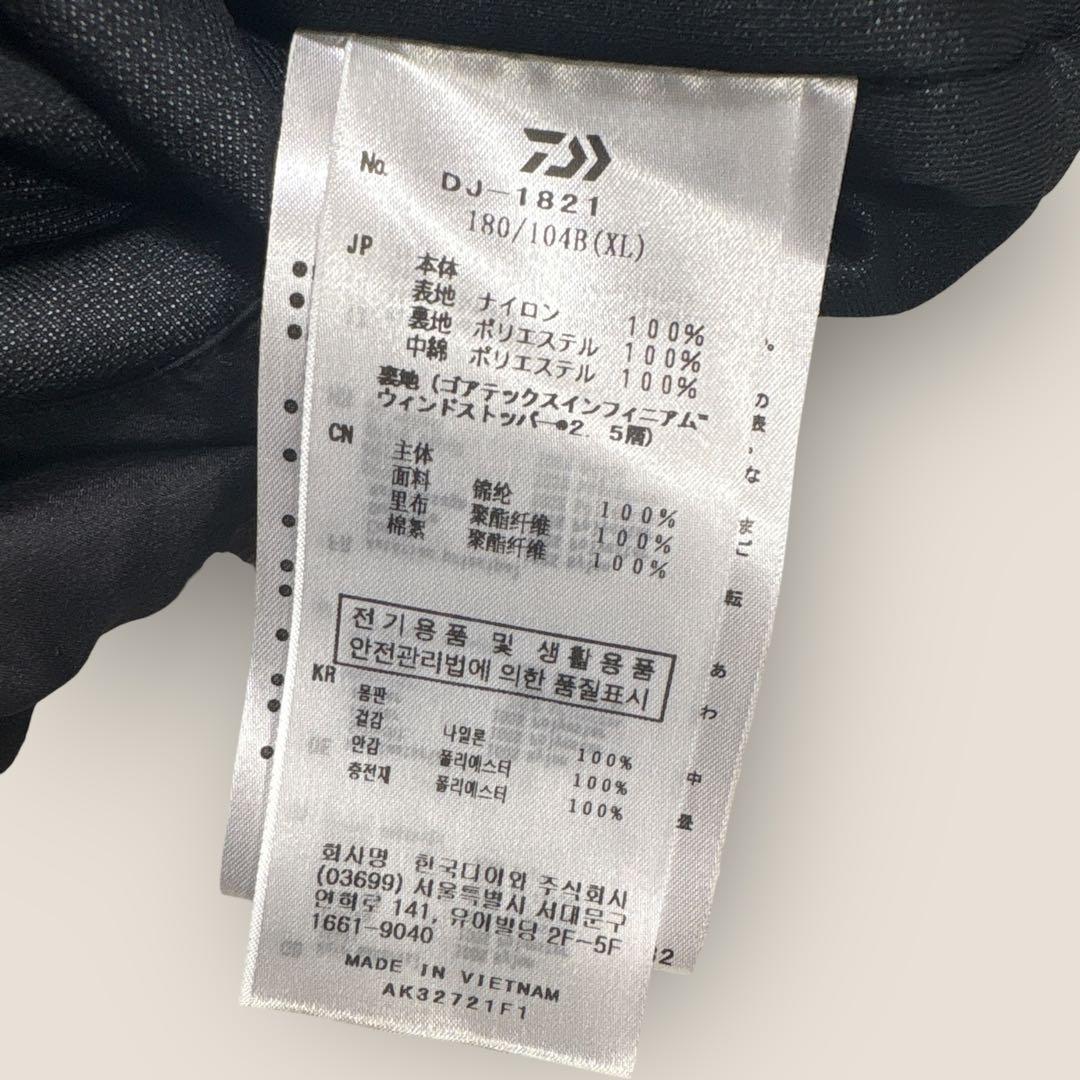 No. DJ-1821
180/104B(XL)
JP
本体
表地 ナイロン 100%
裏地 ポリエステル 100%
中綿 ポリエステル 100%
裏地 (ゴアテックスインフィニアム™
ウィンドストッパー●2. 5層)
CN
主体
面料 锦纶 100%
里布 聚酯纤维 100%
棉絮 聚酯纤维 100%
전기용품 및 생활용품
안전관리법에 의한 품질표시
KR
몸판
겉감 나일론 100%
안감 폴리에스터 100%
충전재 폴리에스터 100%
회사명 한국다이와 주식회사
(03699) 서울특별시 서대문구
연희로 141, 유어빌딩 2F-5F
1661-9040
MADE IN VIETNAM
AK32721F1